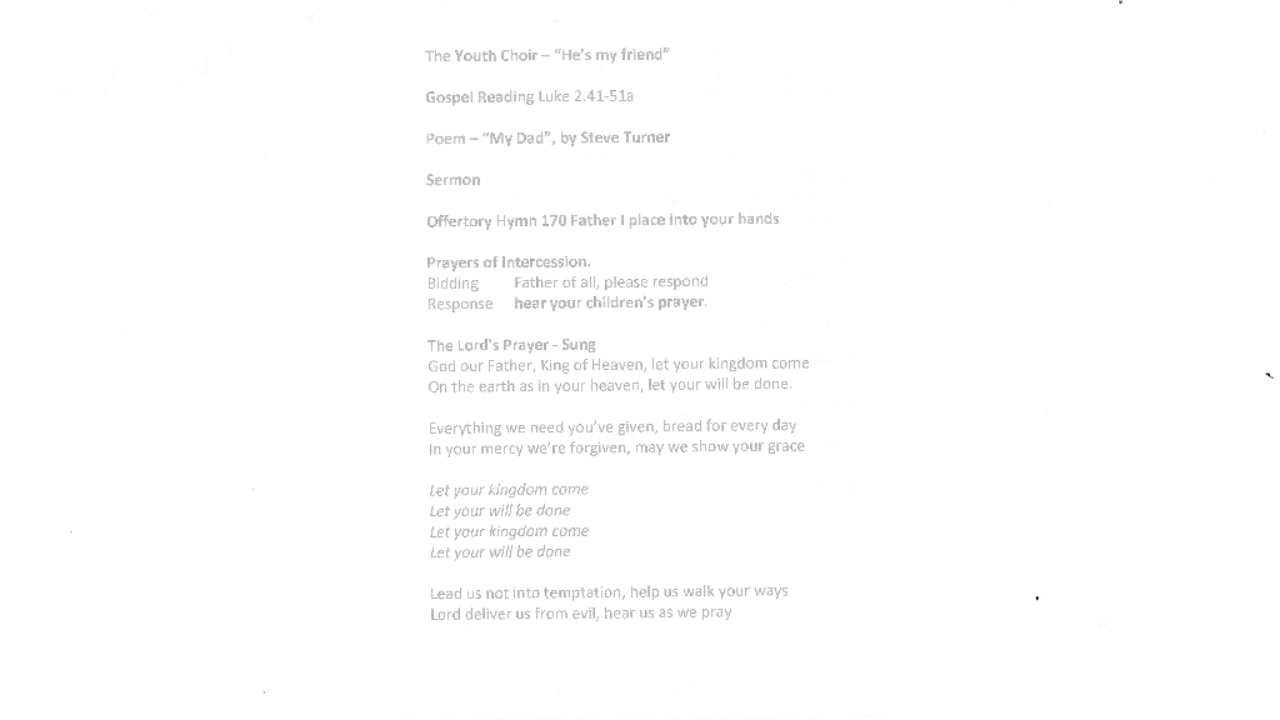 The Youth Choir – “He’s my friend”
Gospel Reading Luke 2.41-51a
Poem – “My Dad”, by Steve Turner
Sermon
Offertory Hymn 170 Father I place into your hands
Prayers of Intercession.
Bidding Father of all, please respond
Response hear your children’s prayer.
The Lord's Prayer - Sung
God our Father, King of Heaven, let your kingdom come
On the earth as in your heaven, let your will be done.
Everything we need you’ve given, bread for every day
In your mercy we’re forgiven, may we show your grace
Let your kingdom come
Let your will be done
Let your kingdom come
Let your will be done
Lead us not into temptation, help us walk your ways
Lord deliver us from evil, hear us as we pray